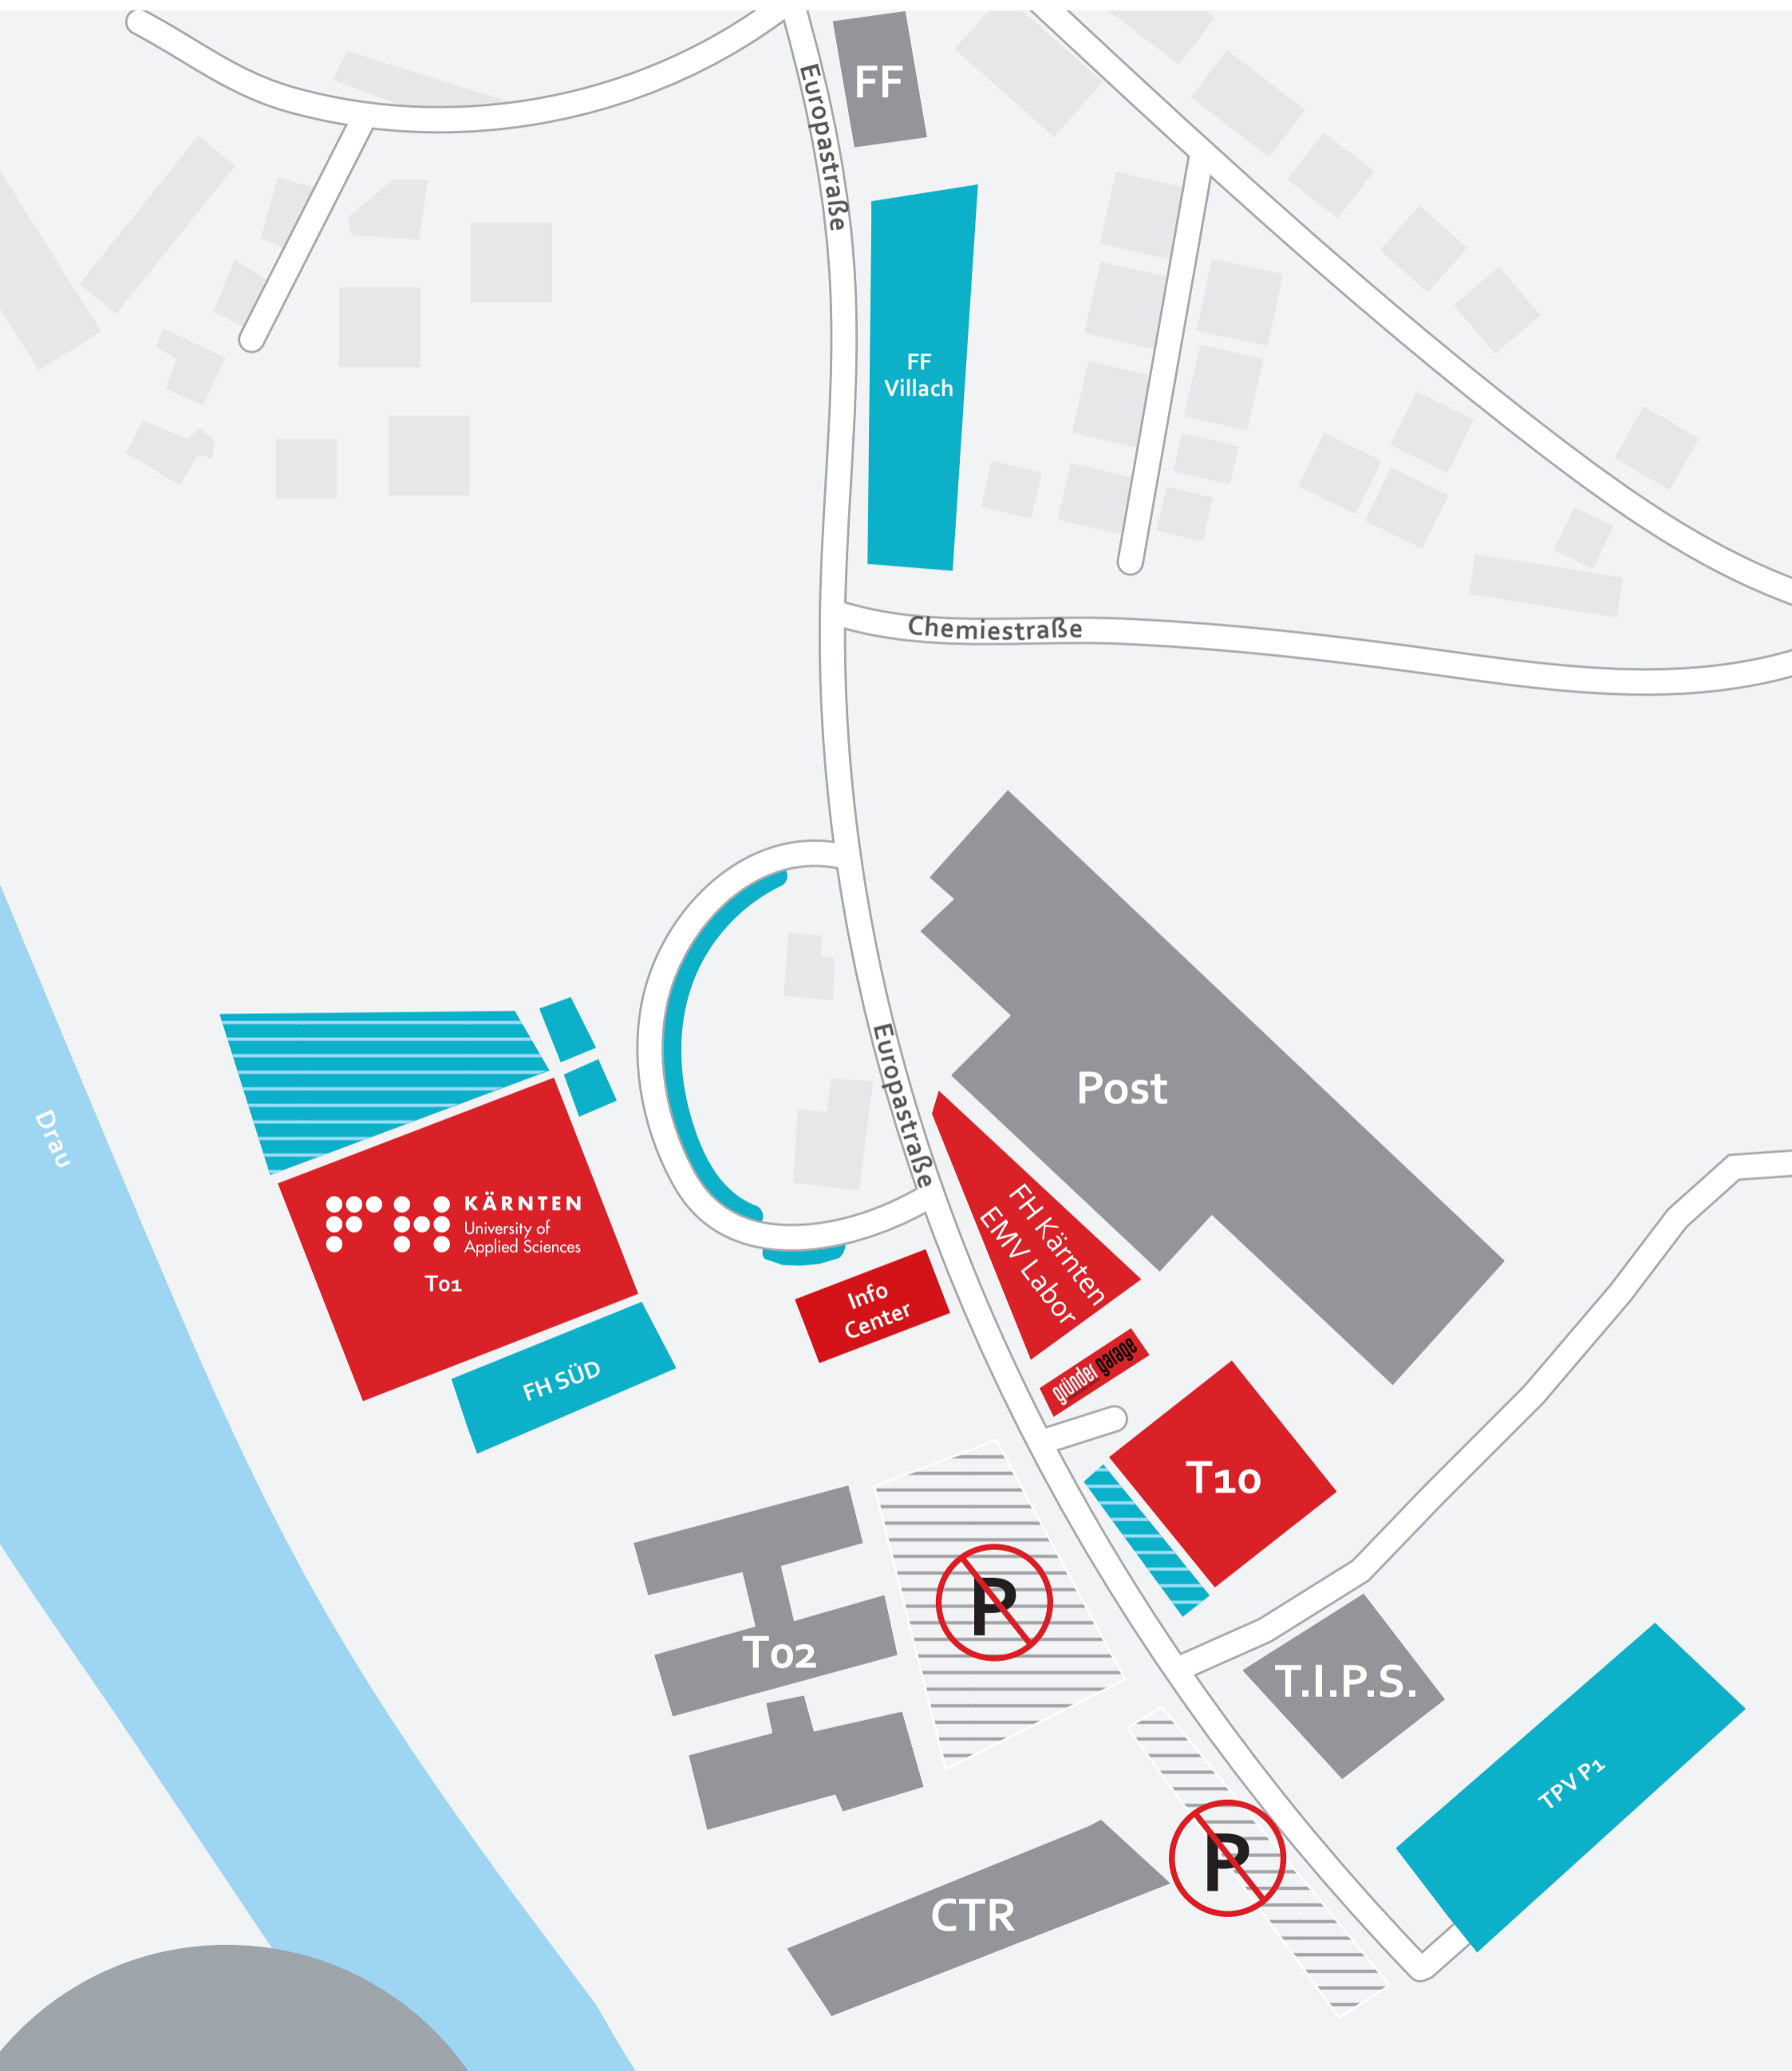 FF
Europastraße
FF
Villach
Chemiestraße
Post
Europastraße
Drau
KÄRNTEN
University of
Applied Sciences
T01
FH SÜD
Info
Center
FH Kärnten
EMV Labor
gründer garage
T10
P
T02
T.I.P.S.
TPV P1
P
CTR